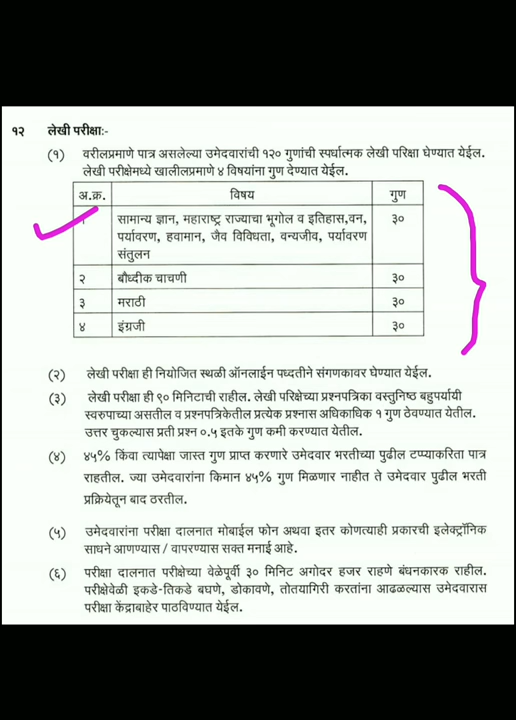 १२ लेखी परीक्षा:-
(१) वरीलप्रमाणे पात्र असलेल्या उमेदवारांची १२० गुणांची स्पर्धात्मक लेखी परिक्षा घेण्यात येईल.
लेखी परीक्षेमध्ये खालीलप्रमाणे ४ विषयांना गुण देण्यात येईल.
अ.क्र. विषय गुण
१ सामान्य ज्ञान, महाराष्ट्र राज्याचा भूगोल व इतिहास,वन, ३०
पर्यावरण, हवामान, जैव विविधता, वन्यजीव, पर्यावरण
संतुलन
२ बौध्दीक चाचणी ३०
३ मराठी ३०
४ इंग्रजी ३०
(२) लेखी परीक्षा ही नियोजित स्थळी ऑनलाईन पध्दतीने संगणकावर घेण्यात येईल.
(३) लेखी परीक्षा ही ९० मिनिटाची राहील. लेखी परिक्षेच्या प्रश्नपत्रिका वस्तुनिष्ठ बहुपर्यायी
स्वरुपाच्या असतील व प्रश्नपत्रिकेतील प्रत्येक प्रश्नास अधिकाधिक १ गुण ठेवण्यात येतील.
उत्तर चुकल्यास प्रती प्रश्न ०.५ इतके गुण कमी करण्यात येतील.
(४) ४५% किंवा त्यापेक्षा जास्त गुण प्राप्त करणारे उमेदवार भरतीच्या पुढील टप्प्याकरिता पात्र
राहतील. ज्या उमेदवारांना किमान ४५% गुण मिळणार नाहीत ते उमेदवार पुढील भरती
प्रक्रियेतून बाद ठरतील.
(५) उमेदवारांना परीक्षा दालनात मोबाईल फोन अथवा इतर कोणत्याही प्रकारची इलेक्ट्रॉनिक
साधने आणण्यास / वापरण्यास सक्त मनाई आहे.
(६) परीक्षा दालनात परीक्षेच्या वेळेपूर्वी ३० मिनिट अगोदर हजर राहणे बंधनकारक राहील.
परीक्षेवेळी इकडे-तिकडे बघणे, डोकावणे, तोतयागिरी करतांना आढळल्यास उमेदवारास
परीक्षा केंद्राबाहेर पाठविण्यात येईल.